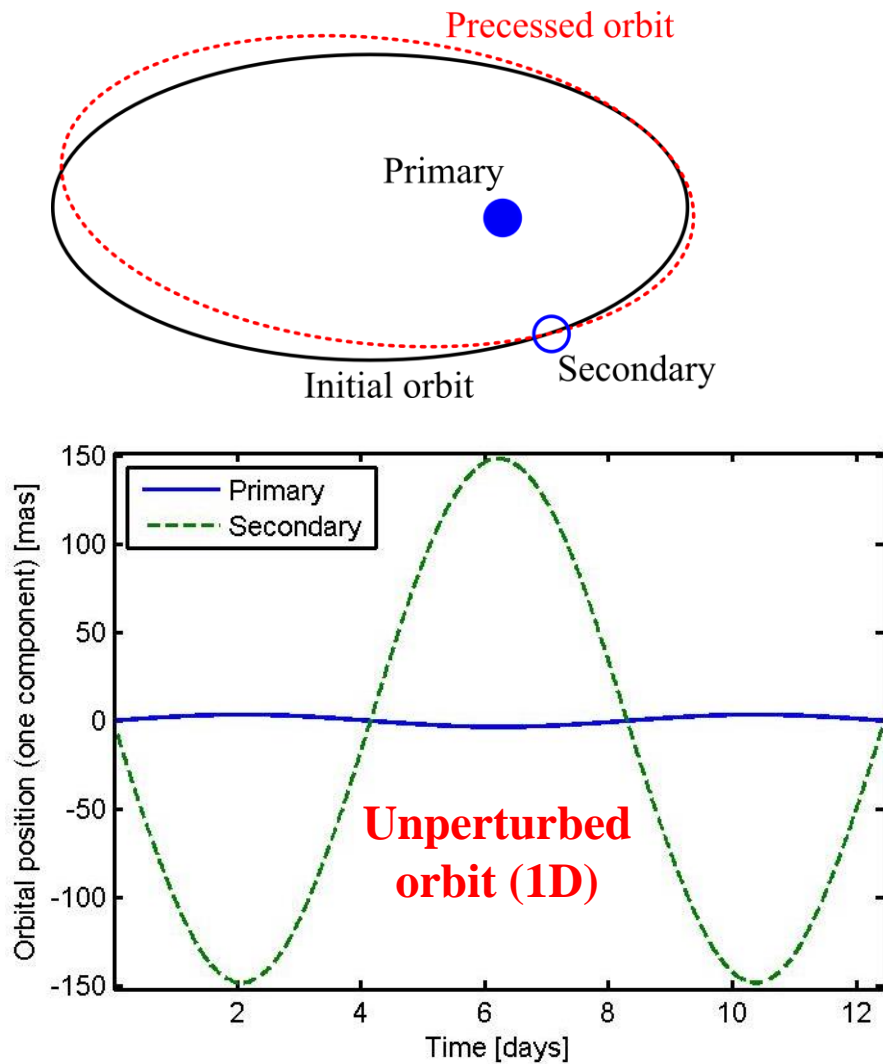 Precessed orbit
Primary
Secondary
Initial orbit
Orbital position (one component) [mas]
150
100
50
0
-50
-100
-150
Primary
Secondary
Unperturbed
orbit (1D)
2
4
6
8
10
12
Time [days]